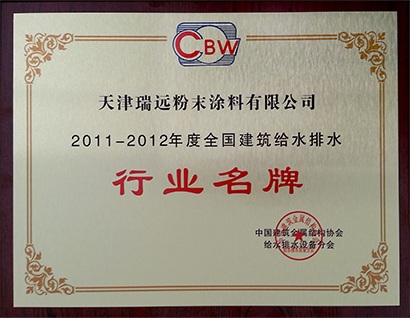 CBW
天津瑞远粉末涂料有限公司
2011-2012年度全国建筑给水排水
行业名牌
中国建筑金属结构协会
给水排水设备分会